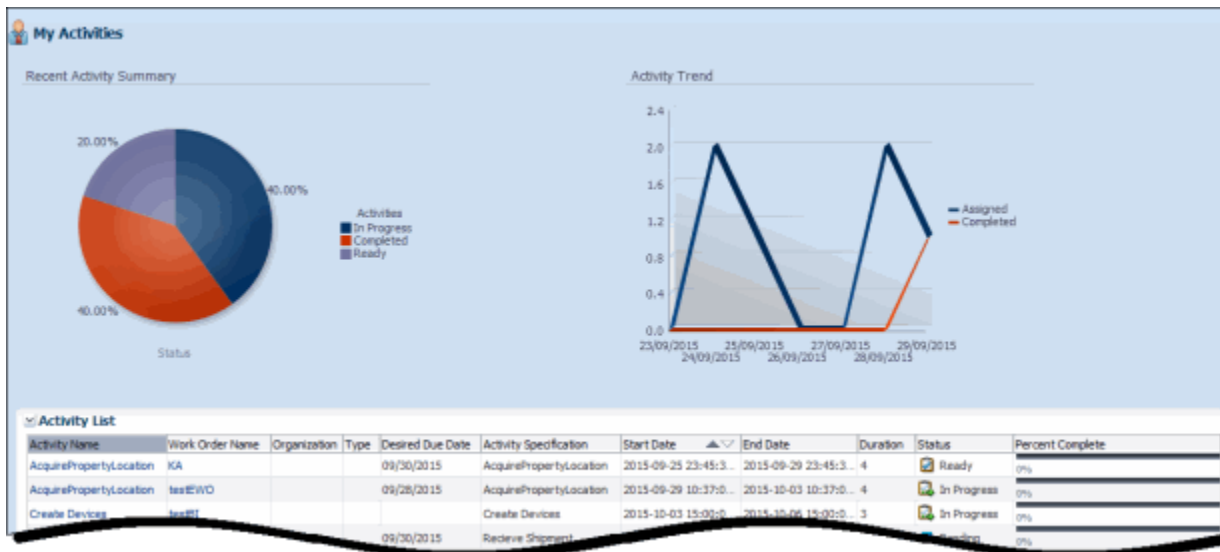 My Activities
Recent Activity Summary
20.00%
40.00%
Activities
In Progress
Completed
Ready
40.00%
Status
Activity Trend
2.4
2.0
1.6
1.2
0.8
0.4
0.0
Assigned
Completed
23/09/2015 25/09/2015 27/09/2015 29/09/2015
24/09/2015 26/09/2015 28/09/2015
Activity List
Activity Name Work Order Name Organization Type Desired Due Date Activity Specification Start Date End Date Duration Status Percent Complete
AcquirePropertyLocation KA 09/30/2015 AcquirePropertyLocation 2015-09-25 23:45:3... 2015-09-29 23:45:3... 4 Ready 0%
AcquirePropertyLocation testEWO 09/28/2015 AcquirePropertyLocation 2015-09-29 10:37:0... 2015-10-03 10:37:0... 4 In Progress 0%
Create Devices Create Devices 2015-10-03 15:00:0... 2015-10-06 15:00:0... 3 In Progress 0%
09/30/2015 Recieve Shipment 0%